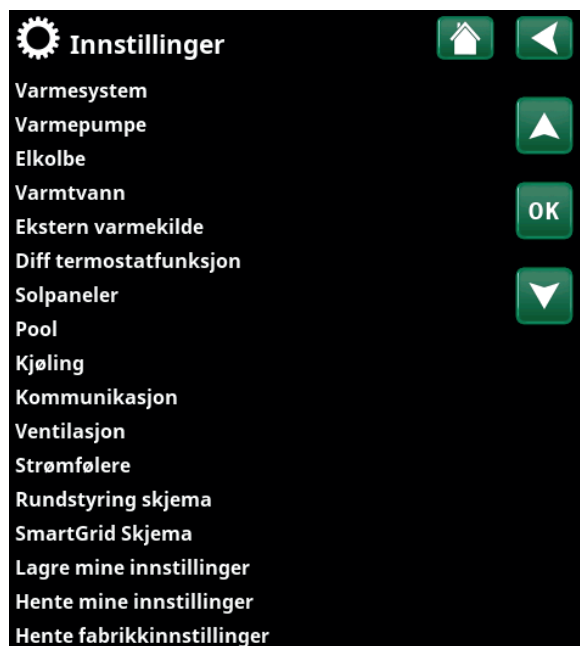 Innstillinger
Varmesystem
Varmepumpe
Elkolbe
Varmtvann
OK
Ekstern varmekilde
Diff termostatfunksjon
Solpaneler
Pool
Kjøling
Kommunikasjon
Ventilasjon
Strømfølere
Rundstyring skjema
SmartGrid Skjema
Lagre mine innstillinger
Hente mine innstillinger
Hente fabrikkinnstillinger